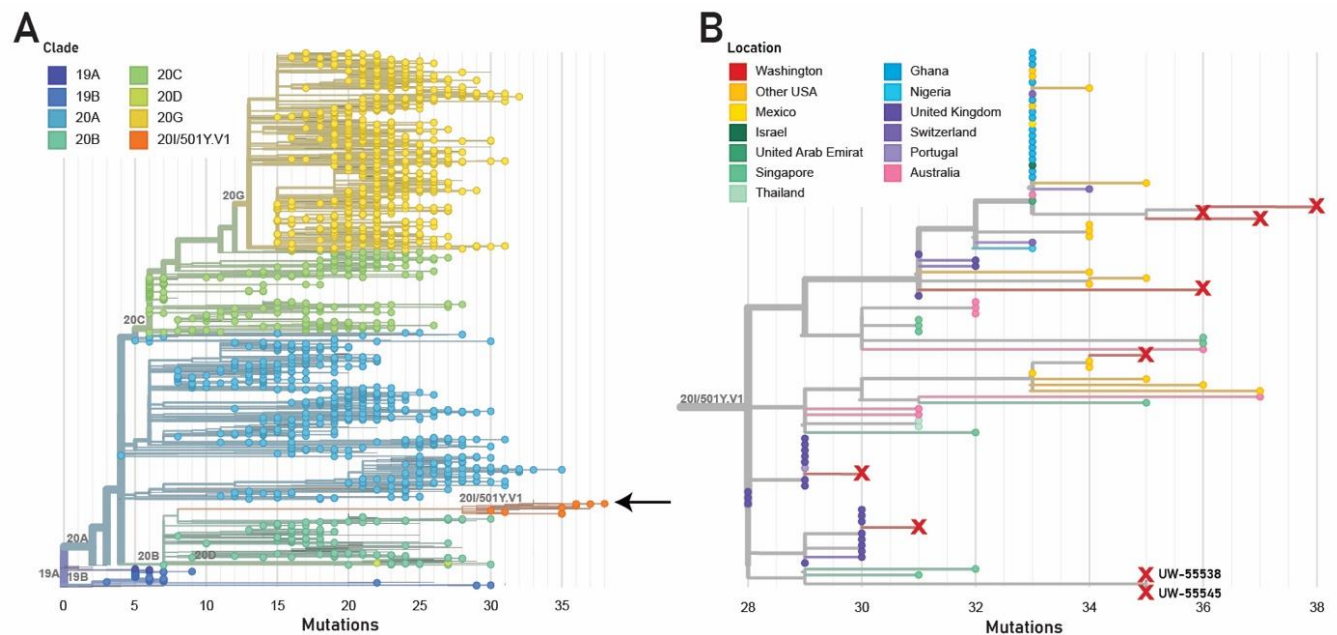 A
Clade
19A
19B
20A
20B
20C
20D
20G
20I/501Y.V1
20G
20C
20I/501Y.V1
20A
20B
20D
19A
19B
0 5 10 15 20 25 30 35
Mutations
B
Location
Washington
Other USA
Mexico
Israel
United Arab Emirat
Singapore
Thailand
Ghana
Nigeria
United Kingdom
Switzerland
Portugal
Australia
20I/501Y.V1
UW-55538
UW-55545
28 30 32 34 36 38
Mutations